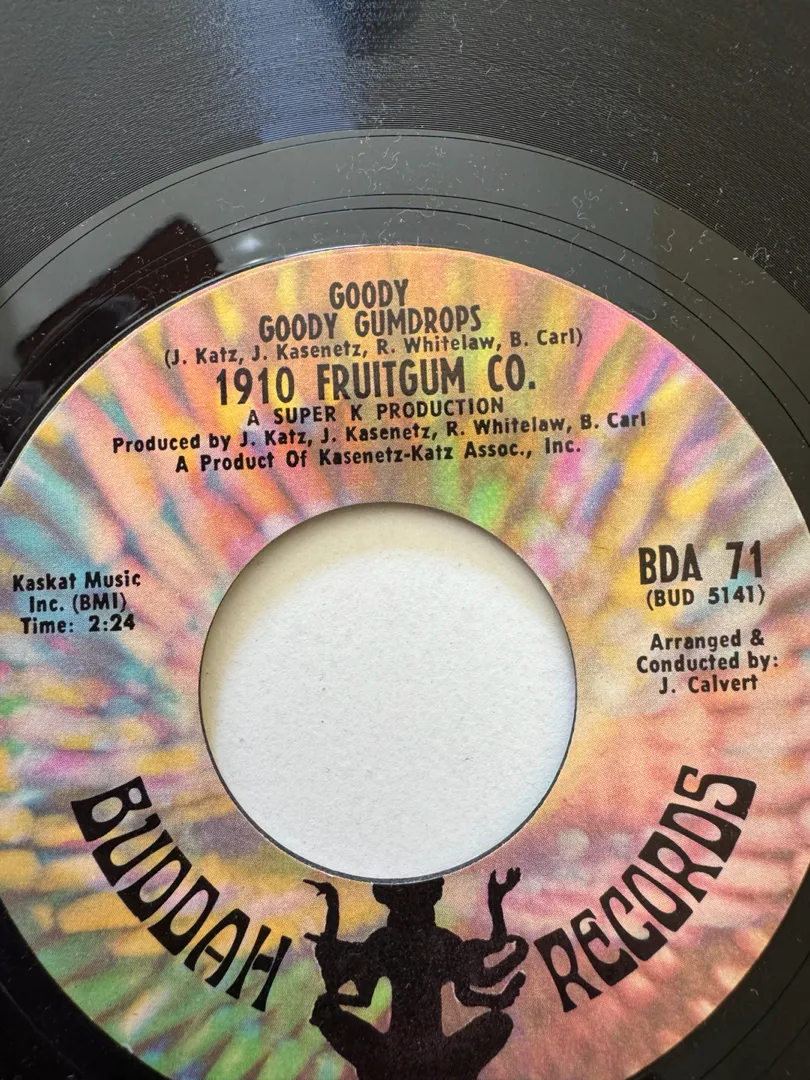 GOODY
GOODY GUMDROPS
(J. Katz, J. Kasenetz, R. Whitelaw, B. Carl)
1910 FRUITGUM CO.
A SUPER K PRODUCTION
Produced by J. Katz, J. Kasenetz, R. Whitelaw, B. Carl
A Product Of Kasenetz-Katz Assoc., Inc.
Kaskat Music
Inc. (BMI)
Time: 2:24
BDA 71
(BUD 5141)
Arranged &
Conducted by:
J. Calvert
BUDDAH RECORDS